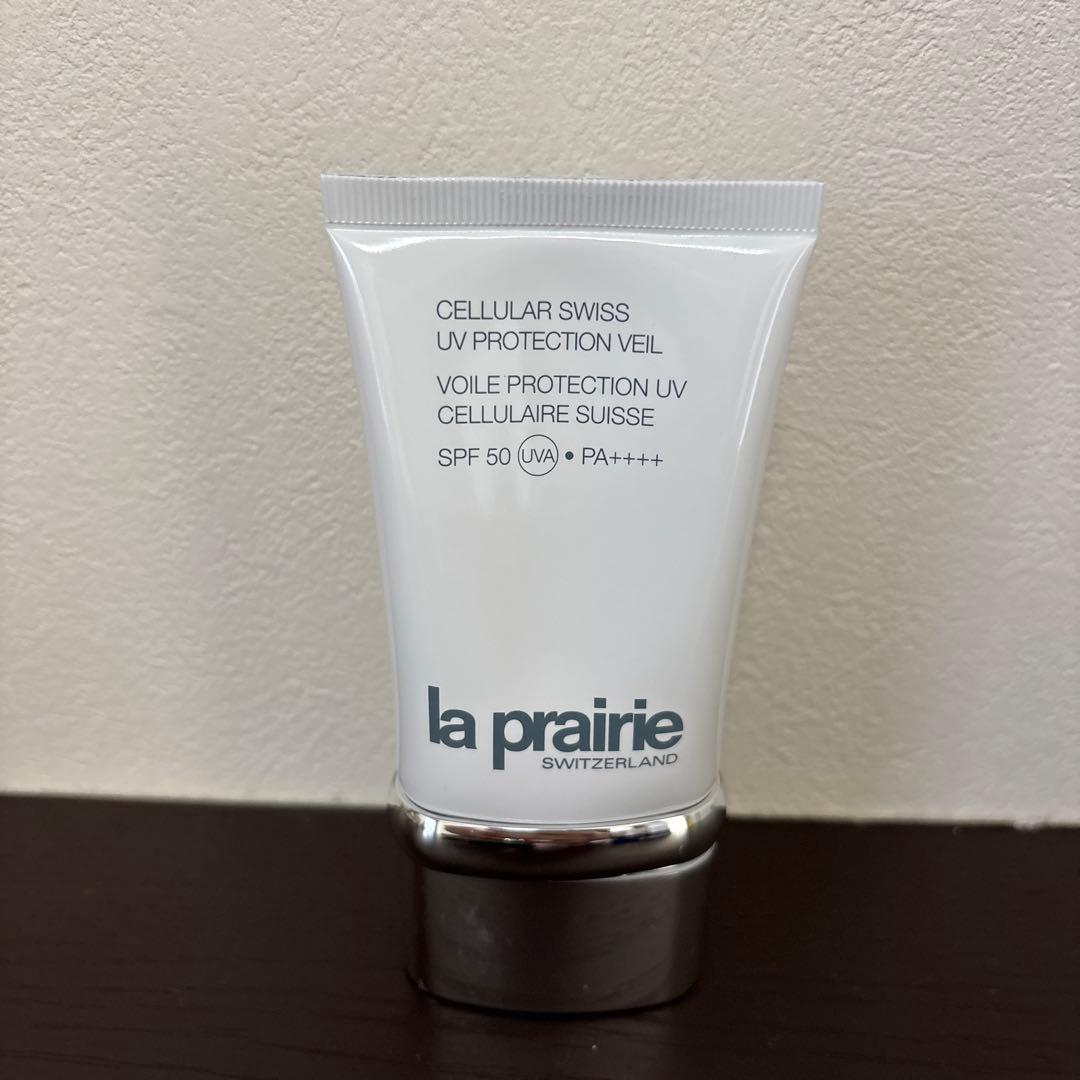 CELLULAR SWISS
UV PROTECTION VEIL
VOILE PROTECTION UV
CELLULAIRE SUISSE
SPF 50 UVA • PA++++
la prairie
SWITZERLAND